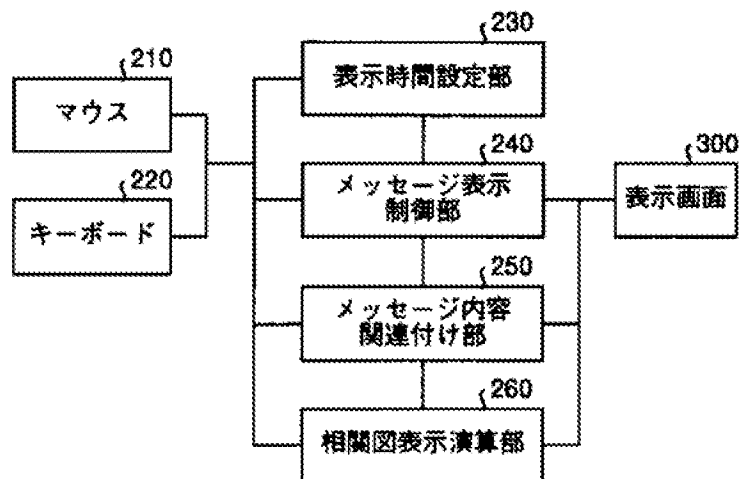 210
マウス
220
キーボード
230
表示時間設定部
240
メッセージ表示
制御部
250
メッセージ内容
関連付け部
260
相関図表示演算部
300
表示画面